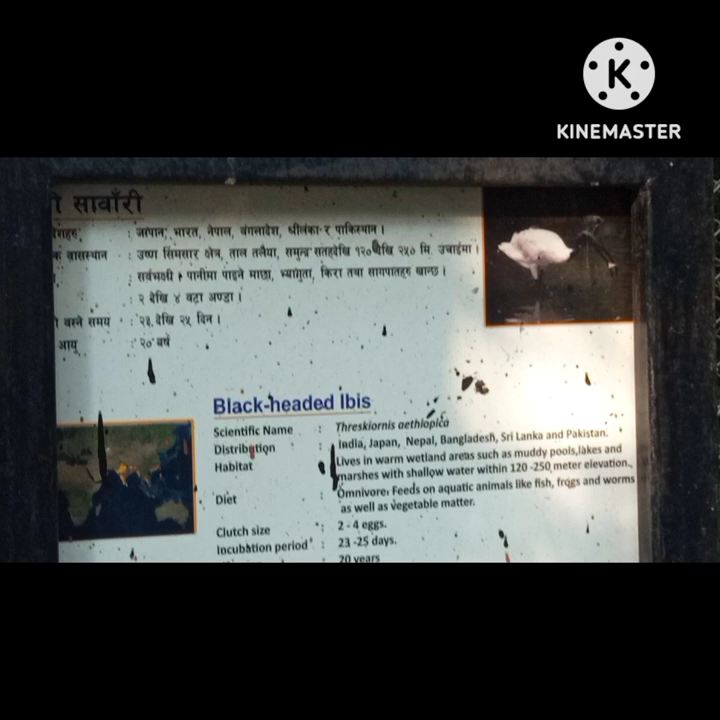 KINEMASTER
सावाँरी
: जापान, भारत, नेपाल, बंगलादेश, श्रीलंका र पाकिस्तान ।
: उष्ण सिमसार क्षेत्र, ताल तलैया, समुन्द्र सतहदेखि १२० देखि २५० मि. उचाईमा ।
: सर्वभक्षी । पानीमा पाइने माछा, भ्यागुता, किरा तथा सागपातहरु खान्छ ।
: २ देखि ४ वटा अण्डा ।
बस्ने समय : २३ देखि २५ दिन ।
आयु : २० बर्ष
Black-headed Ibis
Scientific Name : Threskiornis aethiopica
Distribution : India, Japan, Nepal, Bangladesh, Sri Lanka and Pakistan.
Habitat : Lives in warm wetland areas such as muddy pools,lakes and
marshes with shallow water within 120 -250 meter elevation.
Diet : Omnivore: Feeds on aquatic animals like fish, frogs and worms
as well as vegetable matter.
Clutch size : 2 - 4 eggs.
Incubation period : 23 -25 days.
20 years